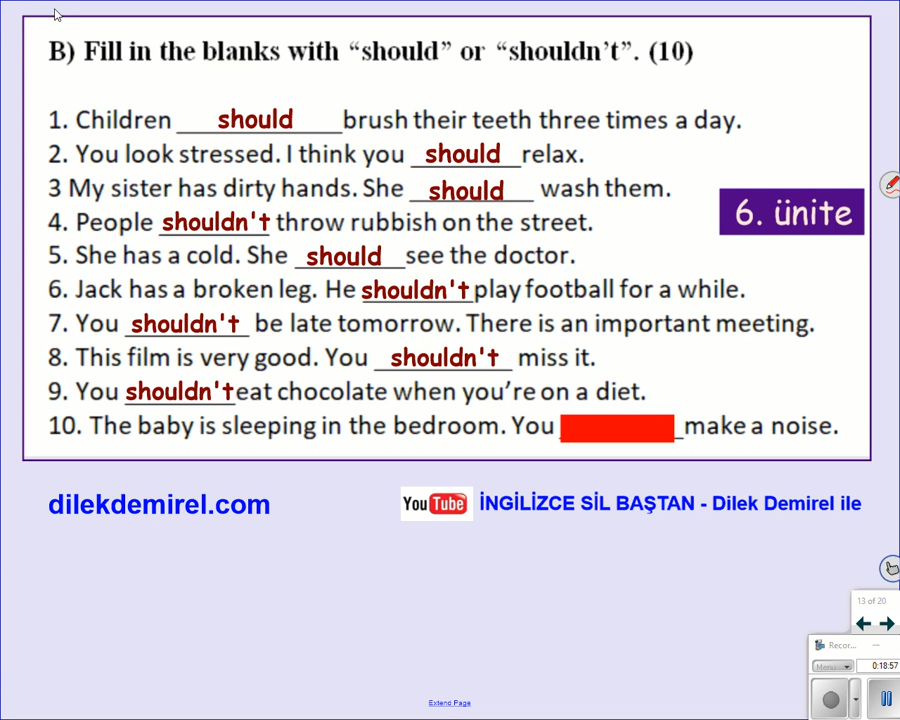 B) Fill in the blanks with “should” or “shouldn’t”. (10)
1. Children should brush their teeth three times a day.
2. You look stressed. I think you should relax.
3 My sister has dirty hands. She should wash them.
4. People shouldn't throw rubbish on the street.
6. ünite
5. She has a cold. She should see the doctor.
6. Jack has a broken leg. He shouldn't play football for a while.
7. You shouldn't be late tomorrow. There is an important meeting.
8. This film is very good. You shouldn't miss it.
9. You shouldn't eat chocolate when you’re on a diet.
10. The baby is sleeping in the bedroom. You _ make a noise.
dilekdemirel.com
YouTube İNGİLİZCE SİL BAŞTAN - Dilek Demirel ile
13 of 20
Recor...
Menu
0:18:57
Extend Page